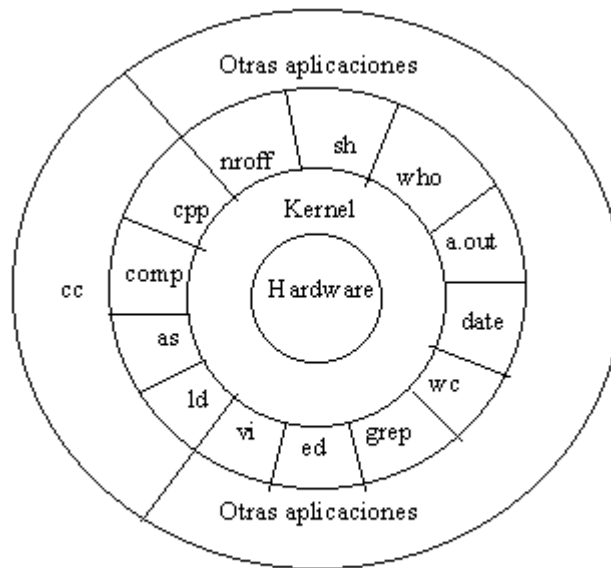 Otras aplicaciones
nroff
sh
who
cpp
Kernel
a.out
comp
Hardware
cc
date
as
wc
ld
vi
ed
grep
Otras aplicaciones